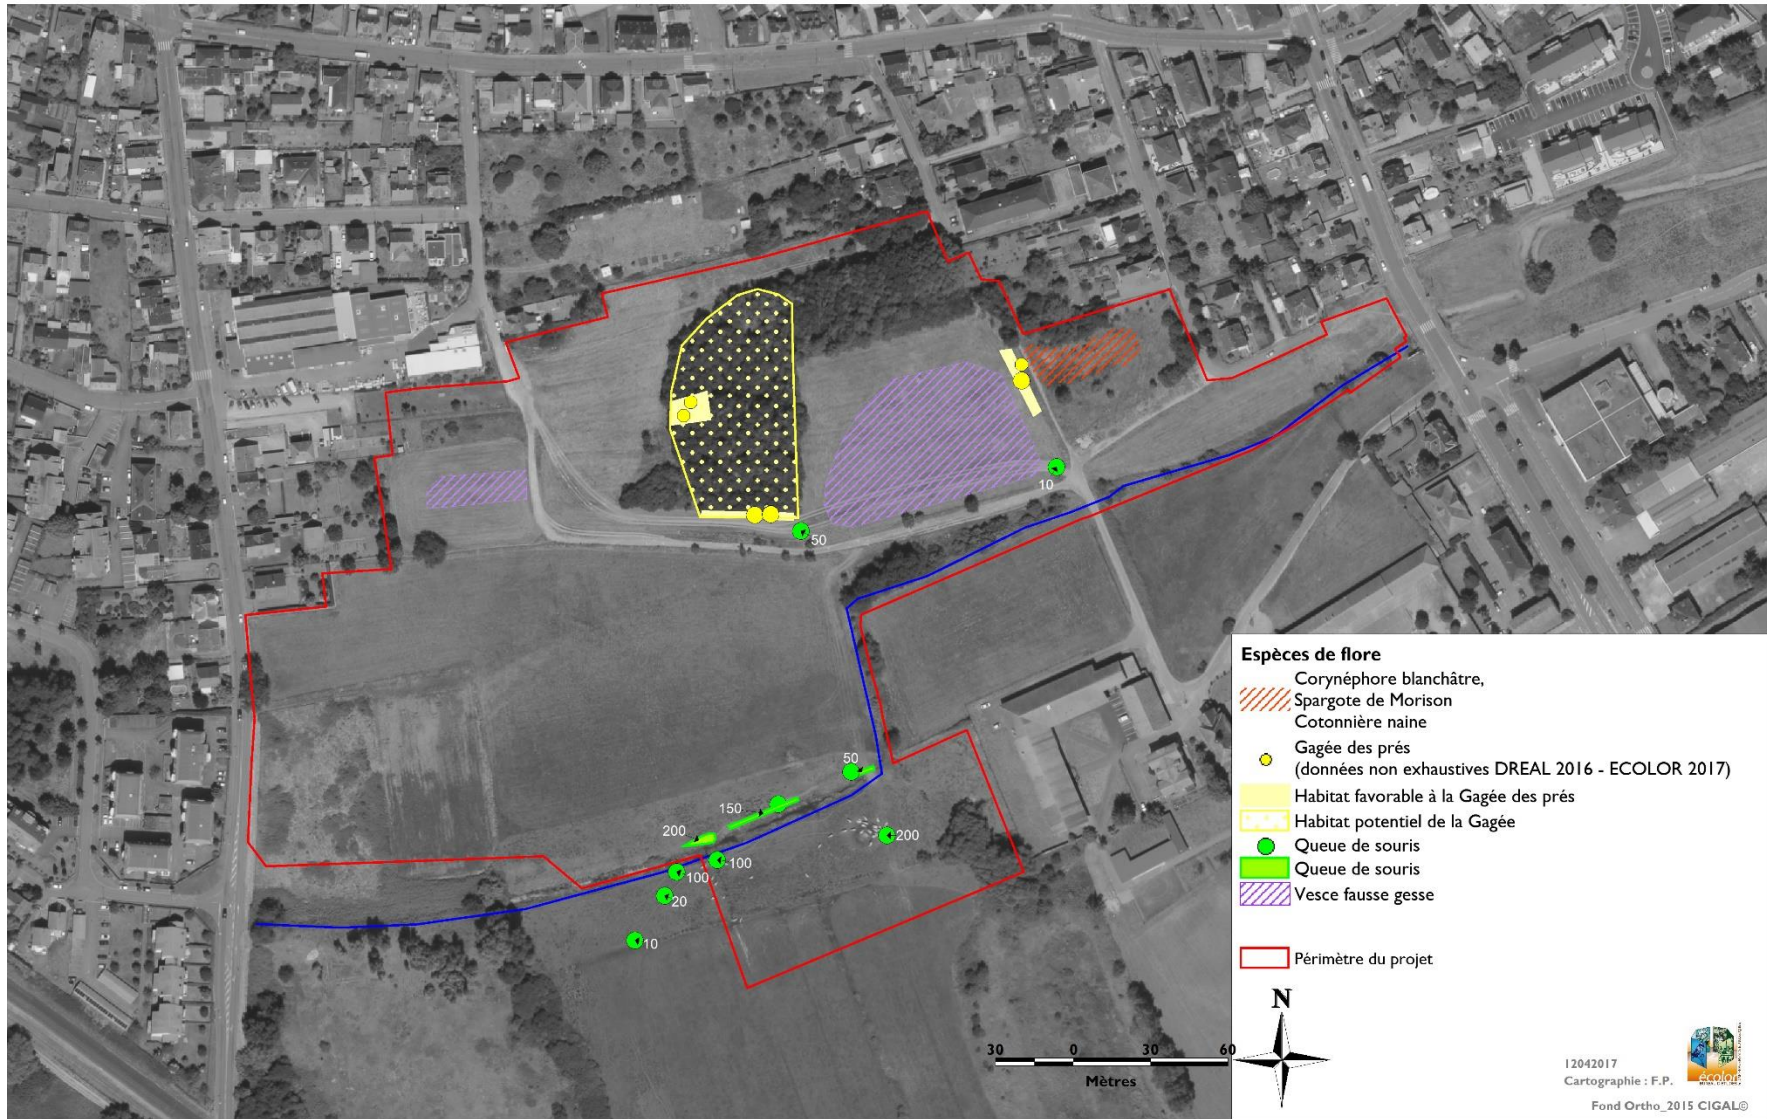 10
50
50
150
200
200
100
100
20
10
Espèces de flore
Corynéphore blanchâtre,
Spargote de Morison
Cotonnière naine
Gagée des prés
(données non exhaustives DREAL 2016 - ECOLOR 2017)
Habitat favorable à la Gagée des prés
Habitat potentiel de la Gagée
Queue de souris
Queue de souris
Vesce fausse gesse
Périmètre du projet
N
30 0 30 60
Mètres
12042017
Cartographie : F.P.
écolor
Fond Ortho_2015 CIGAL©